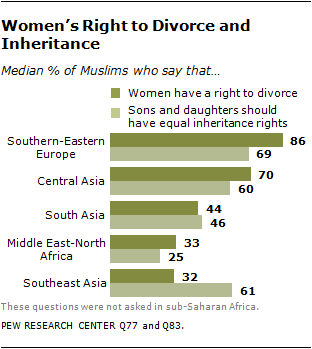 Women's Right to Divorce and
Inheritance
Median % of Muslims who say that…
Women have a right to divorce
Sons and daughters should
have equal inheritance rights
Southern-Eastern
Europe
86
69
Central Asia
70
60
South Asia
44
46
Middle East-North
Africa
33
25
Southeast Asia
32
61
These questions were not asked in sub-Saharan Africa.
PEW RESEARCH CENTER Q77 and Q83.